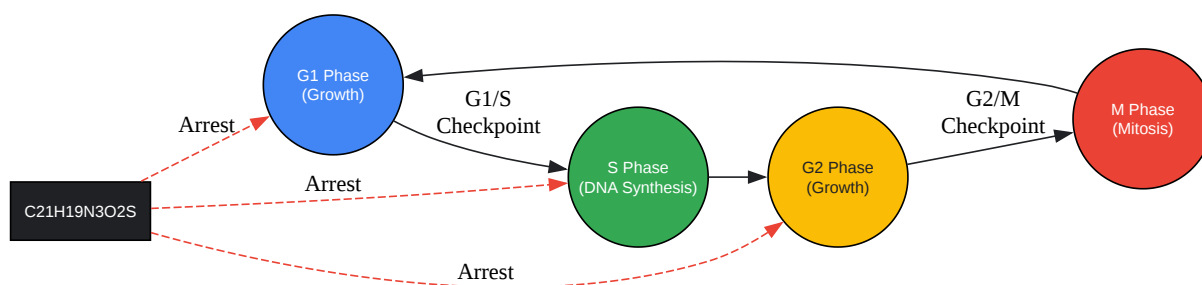 G1 Phase
(Growth)
G1/S
Checkpoint
G2/M
Checkpoint
M Phase
(Mitosis)
Arrest
S Phase
(DNA Synthesis)
G2 Phase
(Growth)
Arrest
C21H19N3O2S
Arrest